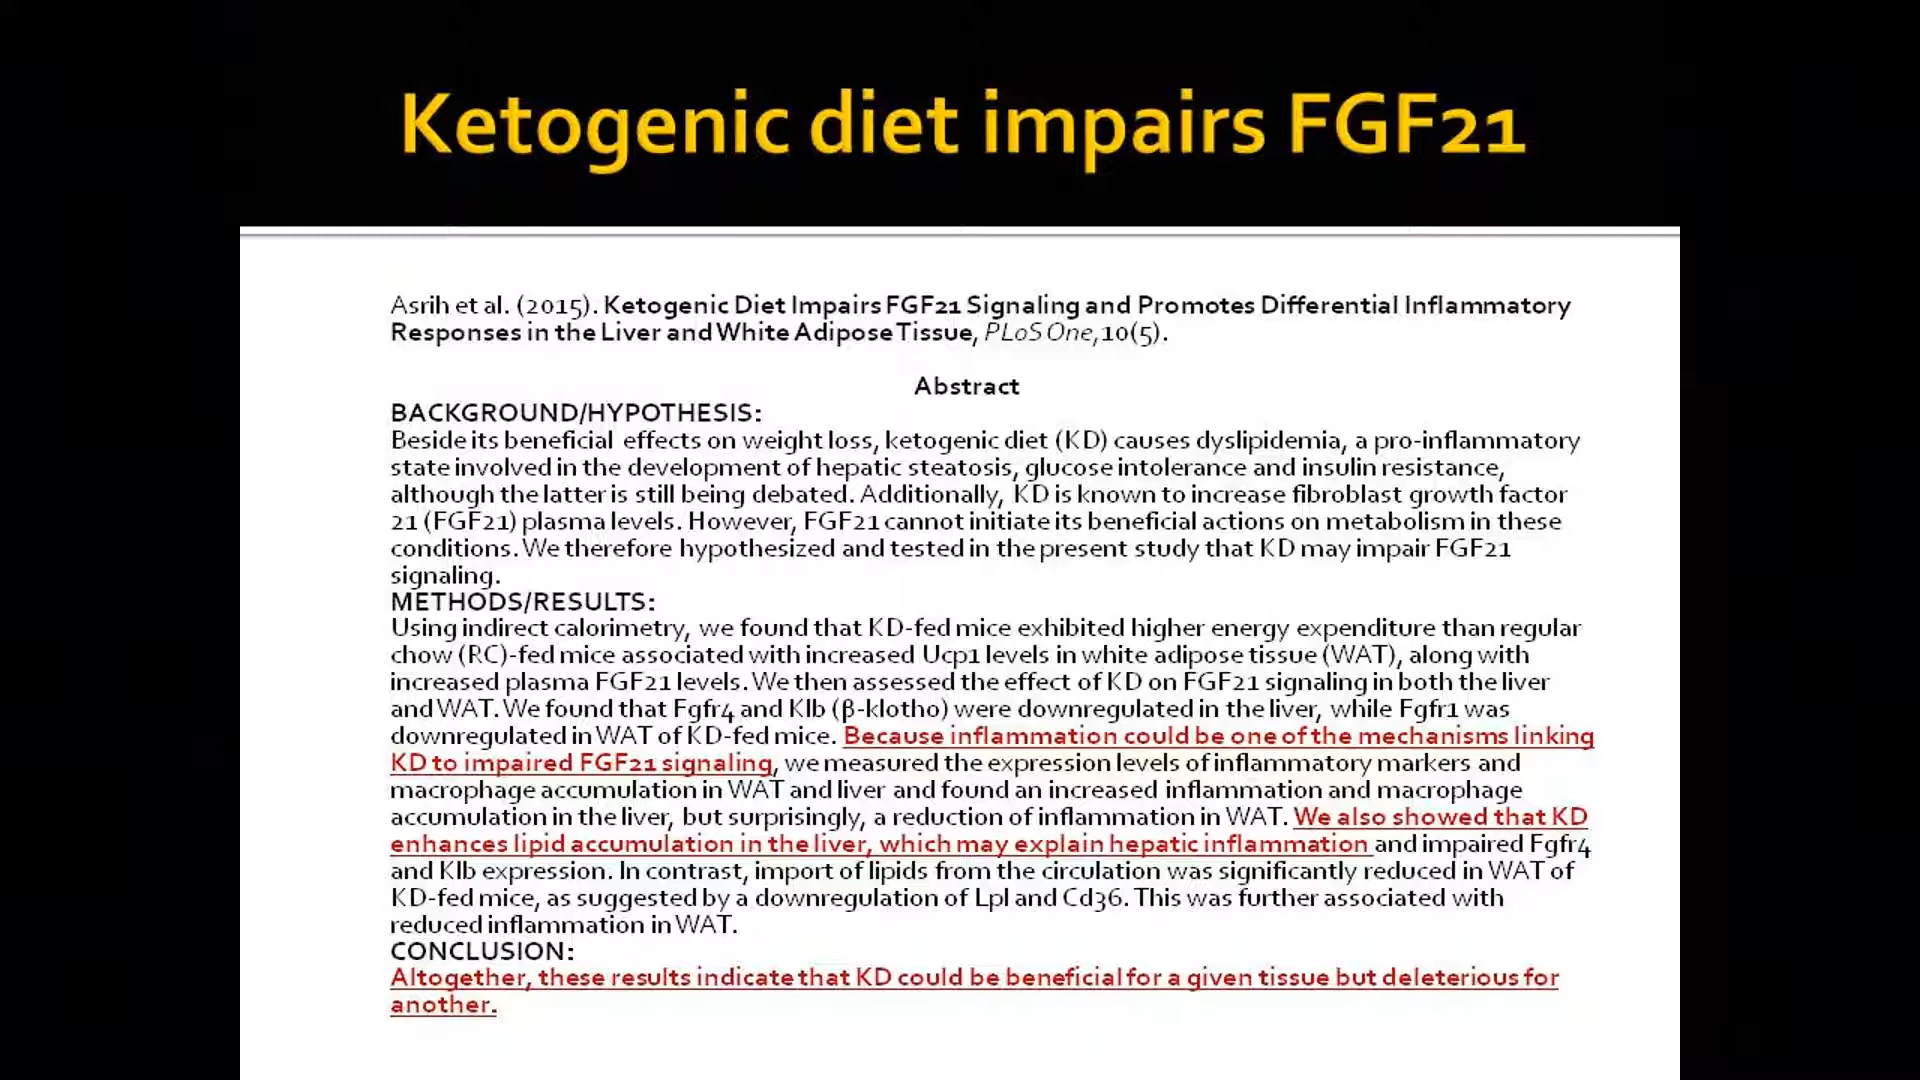 Ketogenic diet impairs FGF21
Asrih et al. (2015). Ketogenic Diet Impairs FGF21 Signaling and Promotes Differential Inflammatory
Responses in the Liver and White Adipose Tissue, PLoS One, 10(5).
Abstract
BACKGROUND/HYPOTHESIS:
Beside its beneficial effects on weight loss, ketogenic diet (KD) causes dyslipidemia, a pro-inflammatory
state involved in the development of hepatic steatosis, glucose intolerance and insulin resistance,
although the latter is still being debated. Additionally, KD is known to increase fibroblast growth factor
21 (FGF21) plasma levels. However, FGF21 cannot initiate its beneficial actions on metabolism in these
conditions. We therefore hypothesized and tested in the present study that KD may impair FGF21
signaling.
METHODS/RESULTS:
Using indirect calorimetry, we found that KD-fed mice exhibited higher energy expenditure than regular
chow (RC)-fed mice associated with increased Ucp1 levels in white adipose tissue (WAT), along with
increased plasma FGF21 levels. We then assessed the effect of KD on FGF21 signaling in both the liver
and WAT. We found that Fgfr4 and Klb (β-klotho) were downregulated in the liver, while Fgfr1 was
downregulated in WAT of KD-fed mice. Because inflammation could be one of the mechanisms linking
KD to impaired FGF21 signaling, we measured the expression levels of inflammatory markers and
macrophage accumulation in WAT and liver and found an increased inflammation and macrophage
accumulation in the liver, but surprisingly, a reduction of inflammation in WAT. We also showed that KD
enhances lipid accumulation in the liver, which may explain hepatic inflammation and impaired Fgfr4
and Klb expression. In contrast, import of lipids from the circulation was significantly reduced in WAT of
KD-fed mice, as suggested by a downregulation of Lpl and Cd36. This was further associated with
reduced inflammation in WAT.
CONCLUSION:
Altogether, these results indicate that KD could be beneficial for a given tissue but deleterious for
another.